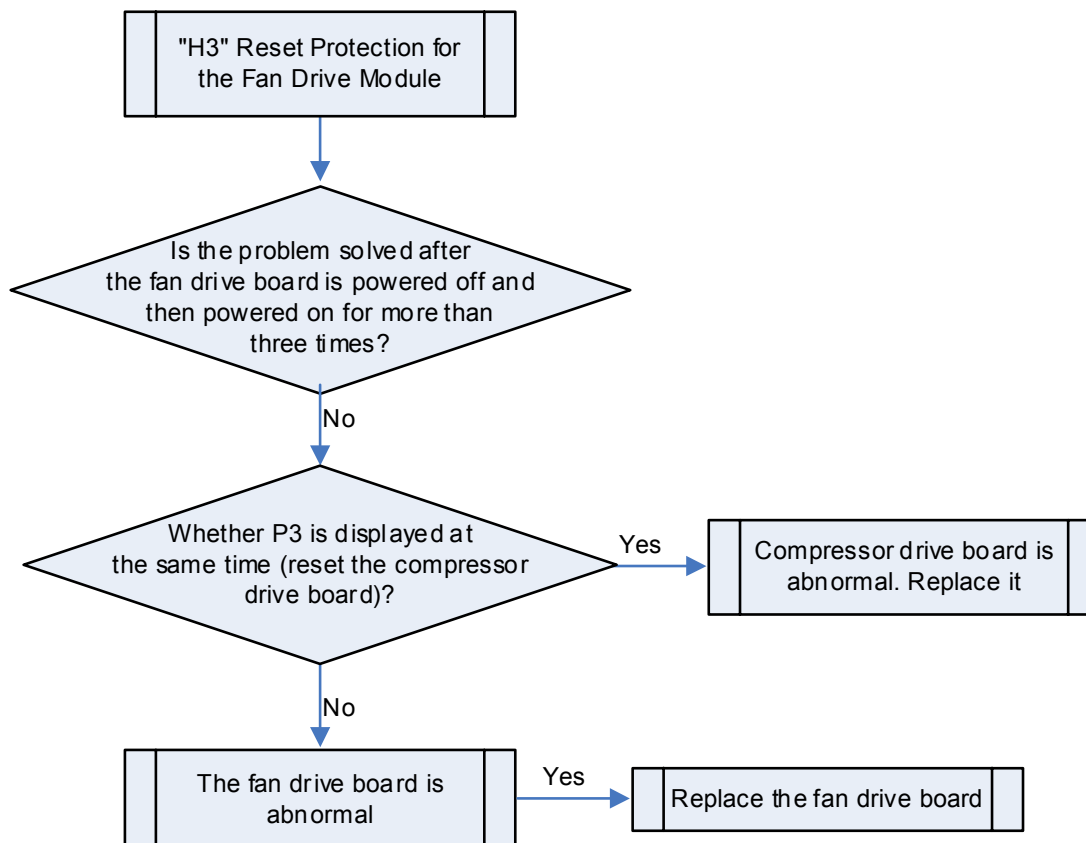 "H3" Reset Protection for
the Fan Drive Module
Is the problem solved after
the fan drive board is powered off and
then powered on for more than
three times?
No
Whether P3 is displayed at
the same time (reset the compressor
drive board)?
Yes
Compressor drive board is
abnormal. Replace it
No
The fan drive board is
abnormal
Yes
Replace the fan drive board